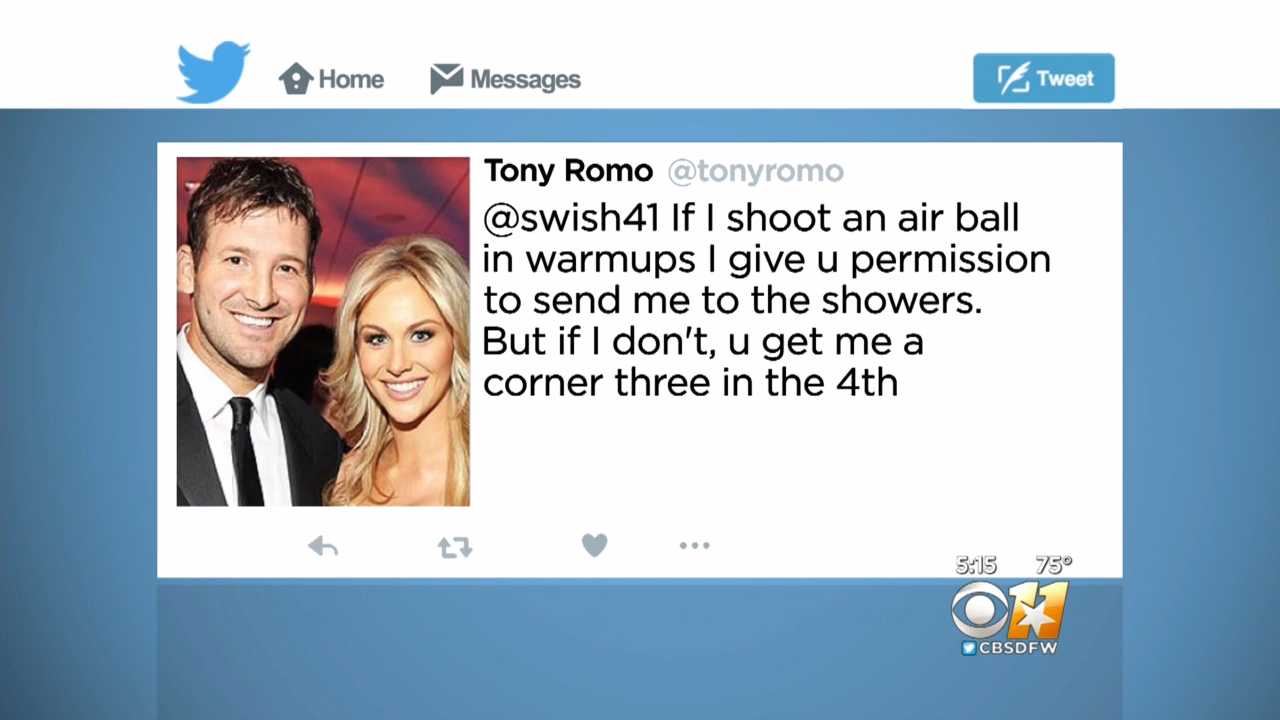 Home
Messages
Tweet
Tony Romo @tonyromo
@swish41 If I shoot an air ball
in warmups I give u permission
to send me to the showers.
But if I don't, u get me a
corner three in the 4th
5:15 75°
11
CBSDFW